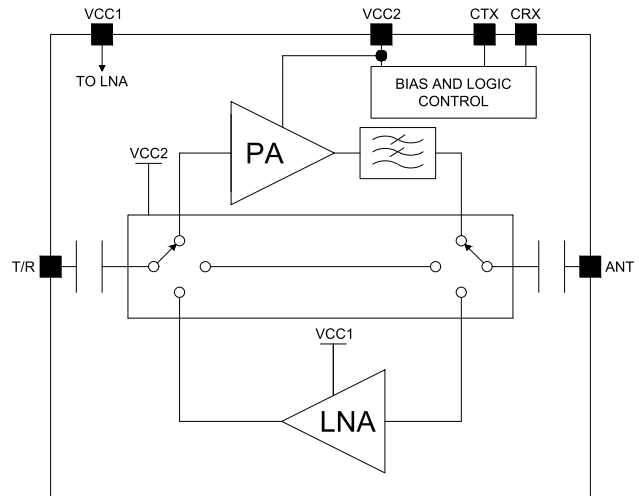 VCC1
VCC2
CTX
CRX
TO LNA
BIAS AND LOGIC
CONTROL
PA
VCC2
T/R
ANT
VCC1
LNA